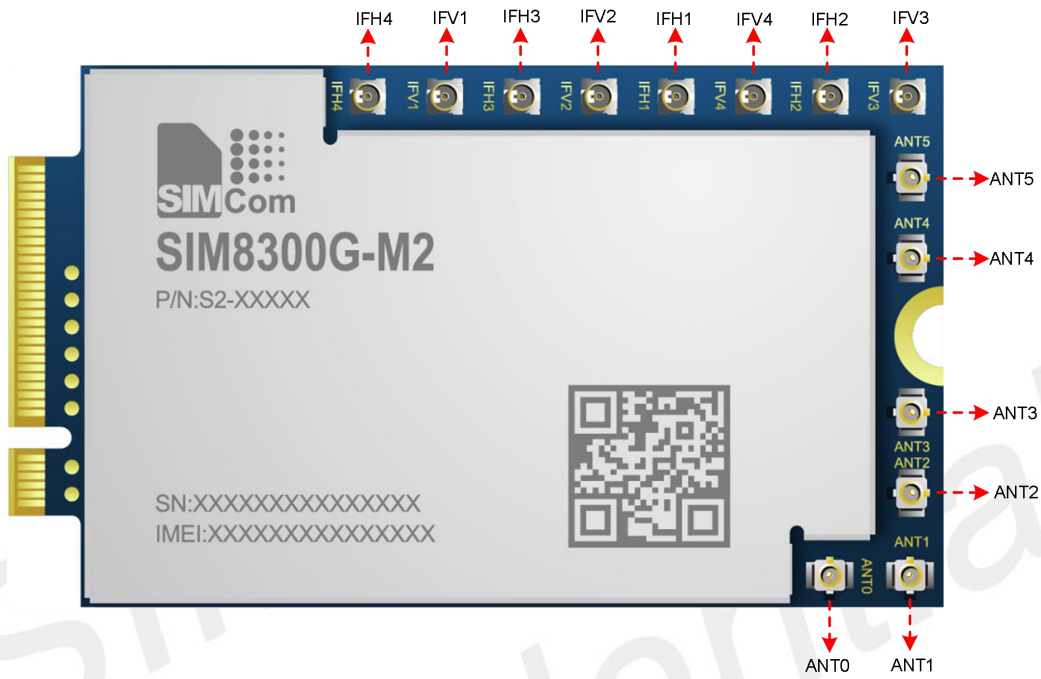 IFH4 IFV1 IFH3 IFV2 IFH1 IFV4 IFH2 IFV3
IFH4 IFV1 IFH3 IFV2 IFH1 IFV4 IFH2 IFV3
ANT5
ANT5
SIMCom
ANT4
SIM8300G-M2
ANT4
P/N:S2-XXXXX
ANT3
ANT3
ANT2
SN:XXXXXXXXXXXXXXX
ANT2
IMEI:XXXXXXXXXXXXXXX
ANT1
ANT0
ANT0 ANT1